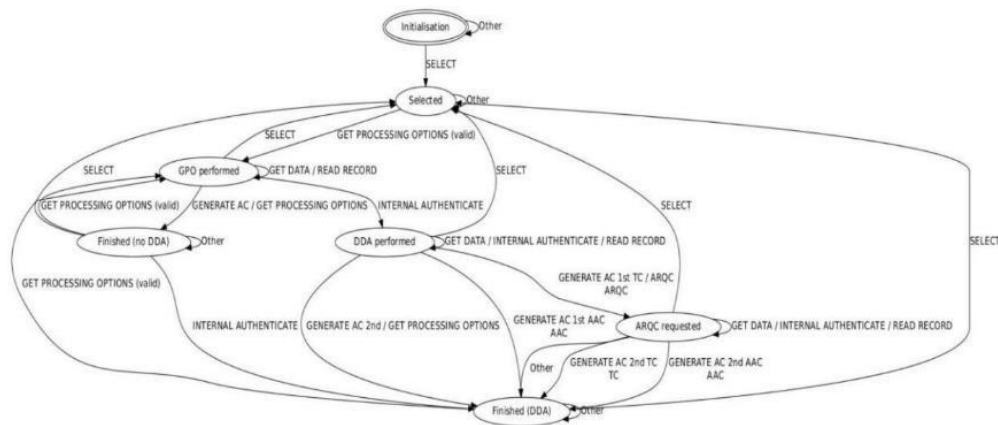 Initialisation
Other
SELECT
Selected
Other
SELECT
GET PROCESSING OPTIONS (valid)
SELECT
GPO performed
GET DATA / READ RECORD
SELECT
GET PROCESSING OPTIONS (valid)
GENERATE AC / GET PROCESSING OPTIONS
INTERNAL AUTHENTICATE
SELECT
Finished (no DDA)
Other
DDA performed
GET DATA / INTERNAL AUTHENTICATE / READ RECORD
SELECT
GET PROCESSING OPTIONS (valid)
GENERATE AC 1st TC / ARQC
ARQC
INTERNAL AUTHENTICATE
GENERATE AC 2nd / GET PROCESSING OPTIONS
GENERATE AC 1st AAC
AAC
ARQC requested
GET DATA / INTERNAL AUTHENTICATE / READ RECORD
Other
GENERATE AC 2nd TC
TC
GENERATE AC 2nd AAC
AAC
Finished (DDA)
Other